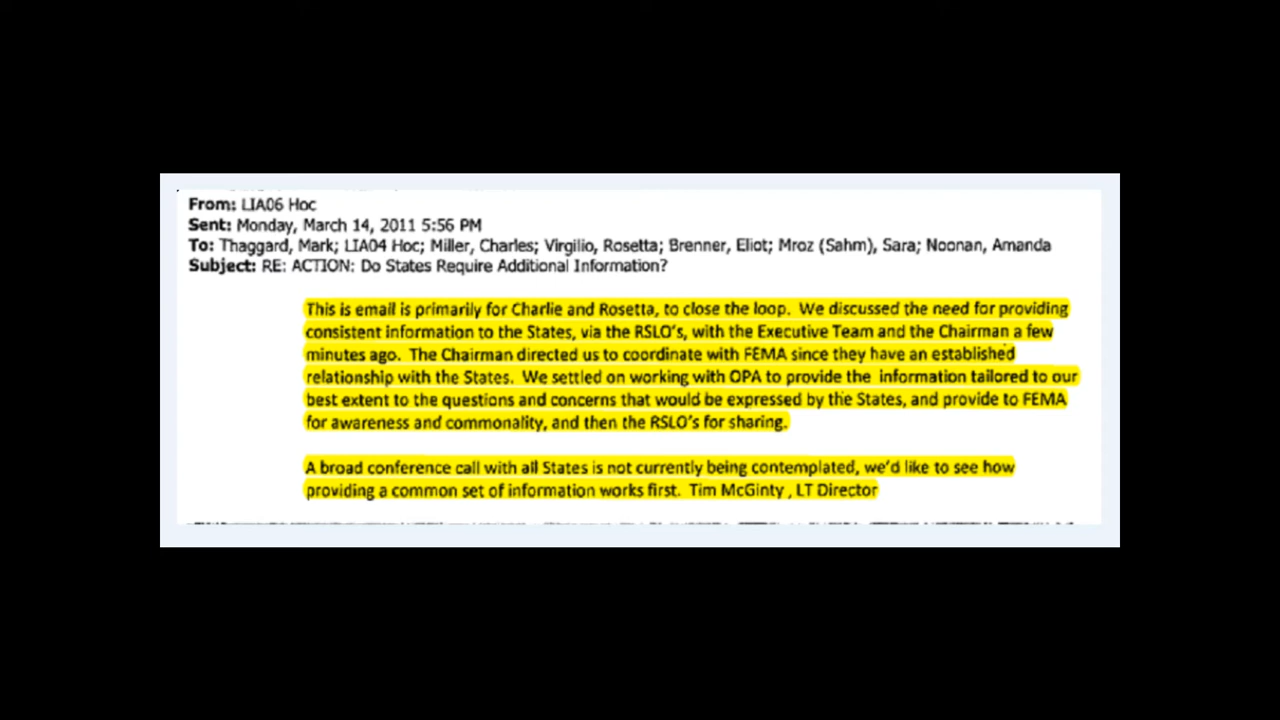 From: LIA06 Hoc
Sent: Monday, March 14, 2011 5:56 PM
To: Thaggard, Mark; LIA04 Hoc; Miller, Charles; Virgilio, Rosetta; Brenner, Eliot; Mroz (Sahm), Sara; Noonan, Amanda
Subject: RE: ACTION: Do States Require Additional Information?
This is email is primarily for Charlie and Rosetta, to close the loop. We discussed the need for providing
consistent information to the States, via the RSLO's, with the Executive Team and the Chairman a few
minutes ago. The Chairman directed us to coordinate with FEMA since they have an established
relationship with the States. We settled on working with OPA to provide the information tailored to our
best extent to the questions and concerns that would be expressed by the States, and provide to FEMA
for awareness and commonality, and then the RSLO's for sharing.
A broad conference call with all States is not currently being contemplated, we'd like to see how
providing a common set of information works first. Tim McGinty , LT Director